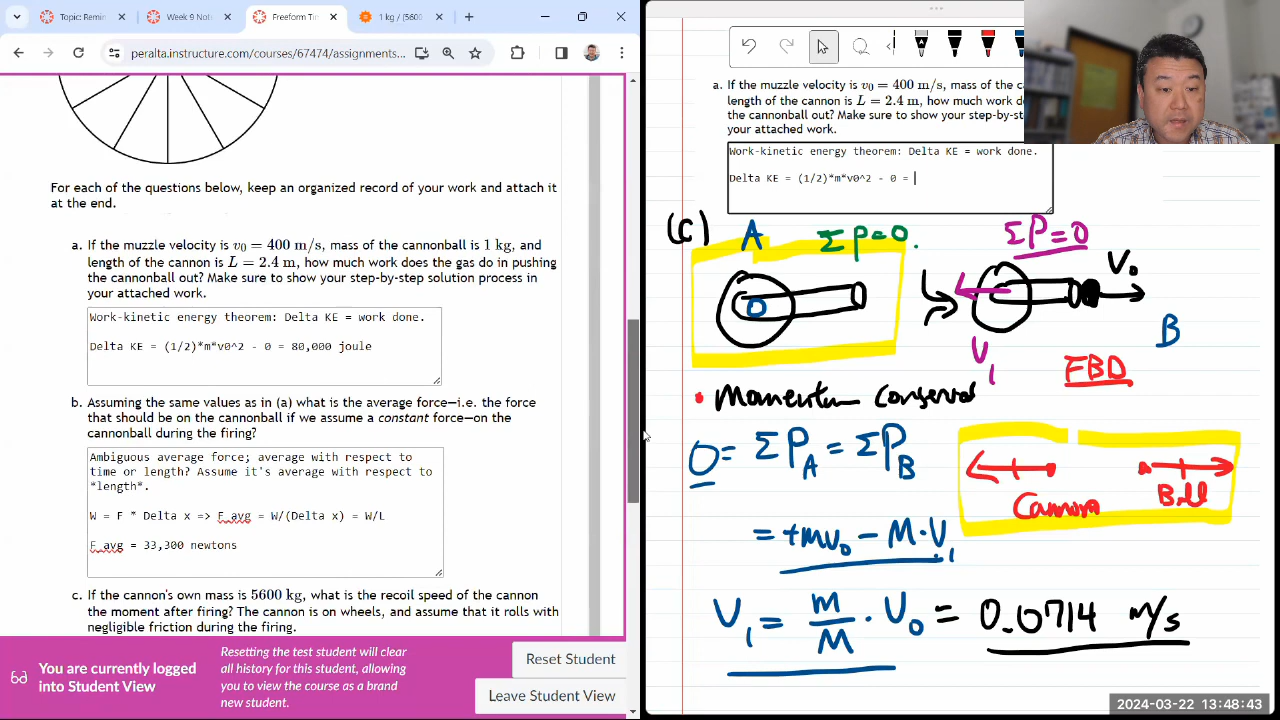 Topic: Remin
Week 9 Not
Freeform Tir
1 kg / (5600
peralta.instructure.com/courses/67427/assignments...
For each of the questions below, keep an organized record of your work and attach it
at the end.
a. If the muzzle velocity is v₀ = 400 m/s, mass of the cannonball is 1 kg, and
length of the cannon is L = 2.4 m, how much work does the gas do in pushing
the cannonball out? Make sure to show your step-by-step solution process in
your attached work.
Work-kinetic energy theorem: Delta KE = work done.
Delta KE = (1/2)*m*v0^2 - 0 = 80,000 joule
b. Assuming the same values as in (a) what is the average force—i.e. the force
that should be on the cannonball if we assume a constant force—on the
cannonball during the firing?
Ambigious average force; average with respect to
time or length? Assume it's average with respect to
*length*.
W = F * Delta x => F_avg = W/(Delta x) = W/L
F_avg = 33,300 newtons
c. If the cannon's own mass is 5600 kg, what is the recoil speed of the cannon
the moment after firing? The cannon is on wheels, and assume that it rolls with
negligible friction during the firing.
You are currently logged
into Student View
Resetting the test student will clear
all history for this student, allowing
you to view the course as a brand
new student.
Reset Student
Leave Student View
a. If the muzzle velocity is v₀ = 400 m/s, mass of the ca
length of the cannon is L = 2.4 m, how much work d
the cannonball out? Make sure to show your step-by-st
your attached work.
Work-kinetic energy theorem: Delta KE = work done.
Delta KE = (1/2)*m*v0^2 - 0 =
(c) A Σp=0. ΣP=0
V₀
V₁
B
FBD
• Momentum Conserved
0 = ΣP_A = ΣP_B
Cannon Ball
= +mv₀ - M·V₁
V₁ = m/M · V₀ = 0.0714 m/s
2024-03-22 13:48:43